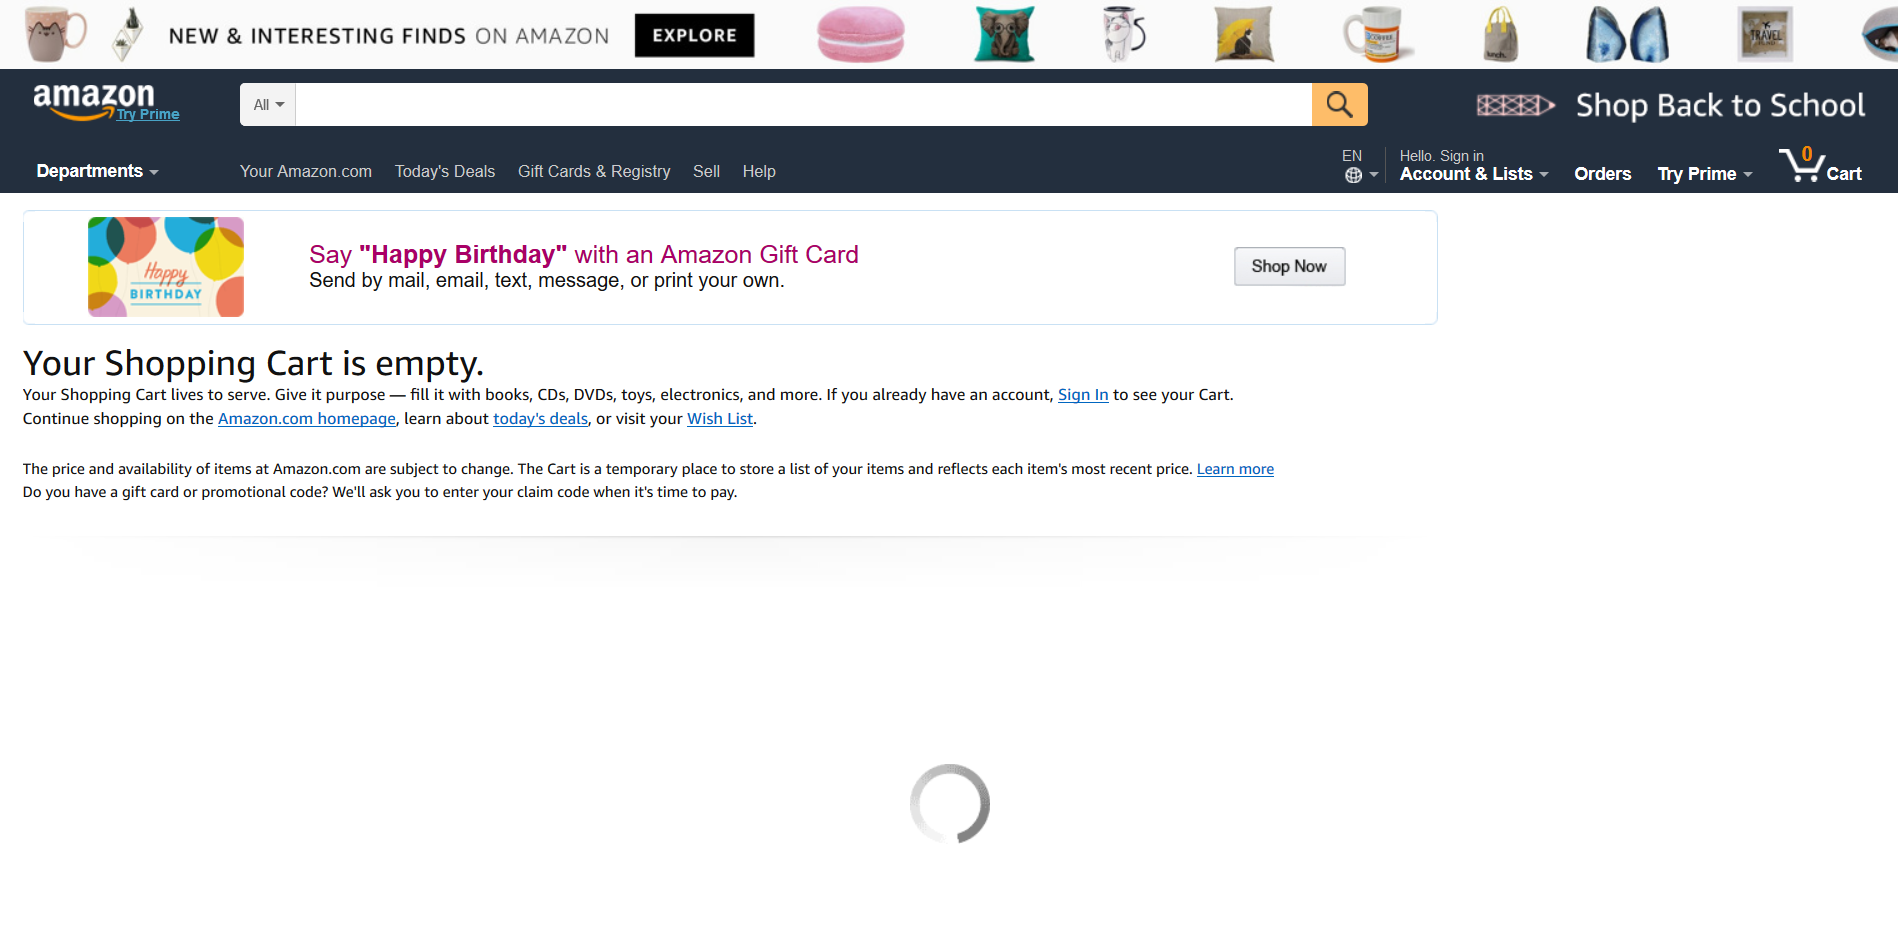 NEW & INTERESTING FINDS ON AMAZON
EXPLORE
lunch.
TRAVEL
amazon
Try Prime
All
Shop Back to School
Departments
Your Amazon.com
Today's Deals
Gift Cards & Registry
Sell
Help
EN
Hello. Sign in
Account & Lists
Orders
Try Prime
0
Cart
Happy
BIRTHDAY
Say "Happy Birthday" with an Amazon Gift Card
Send by mail, email, text, message, or print your own.
Shop Now
Your Shopping Cart is empty.
Your Shopping Cart lives to serve. Give it purpose — fill it with books, CDs, DVDs, toys, electronics, and more. If you already have an account, Sign In to see your Cart.
Continue shopping on the Amazon.com homepage, learn about today's deals, or visit your Wish List.
The price and availability of items at Amazon.com are subject to change. The Cart is a temporary place to store a list of your items and reflects each item's most recent price. Learn more
Do you have a gift card or promotional code? We'll ask you to enter your claim code when it's time to pay.